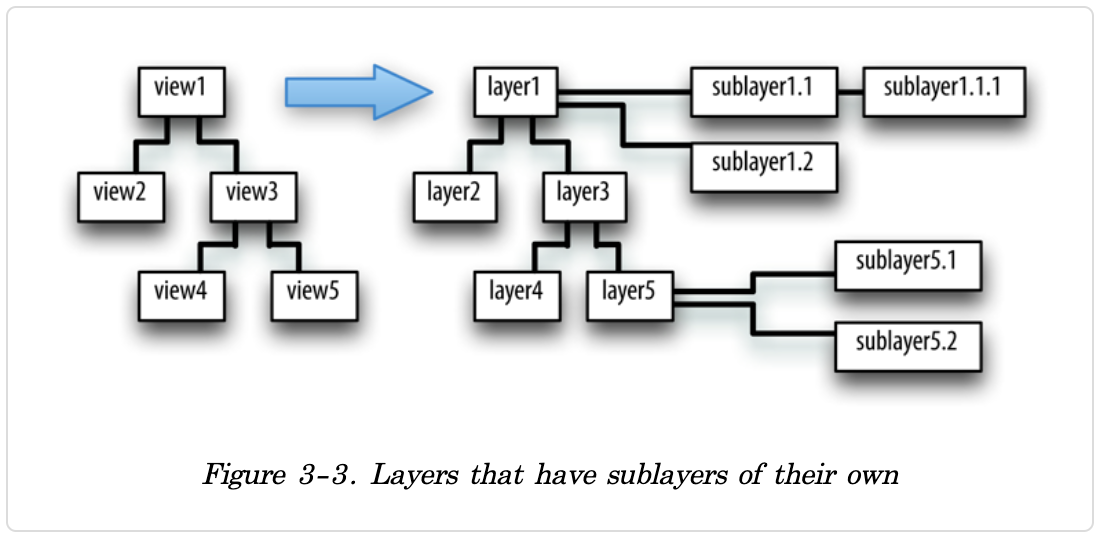 view1
layer1
sublayer1.1
sublayer1.1.1
sublayer1.2
view2
view3
layer2
layer3
view4
view5
layer4
layer5
sublayer5.1
sublayer5.2
Figure 3-3. Layers that have sublayers of their own